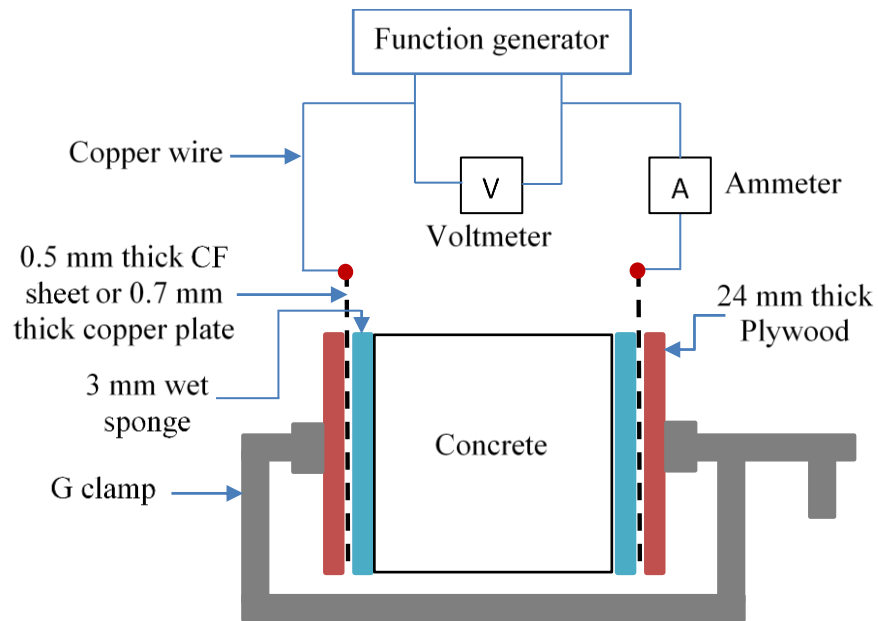 Function generator
Copper wire
V
A
Ammeter
Voltmeter
0.5 mm thick CF
sheet or 0.7 mm
thick copper plate
24 mm thick
Plywood
3 mm wet
sponge
Concrete
G clamp